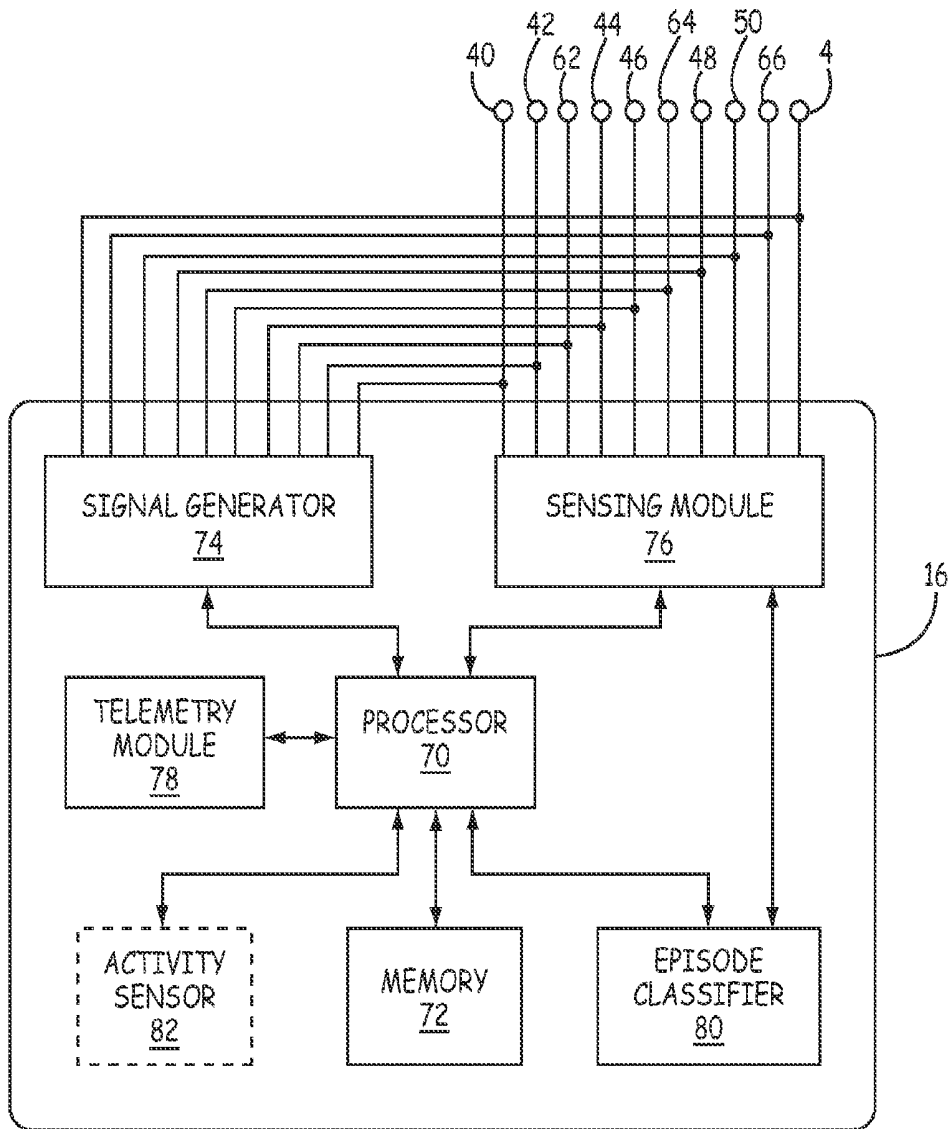 40 42 62 44 46 64 48 50 66 4
SIGNAL GENERATOR
74
SENSING MODULE
76
16
TELEMETRY
MODULE
78
PROCESSOR
70
ACTIVITY
SENSOR
82
MEMORY
72
EPISODE
CLASSIFIER
80